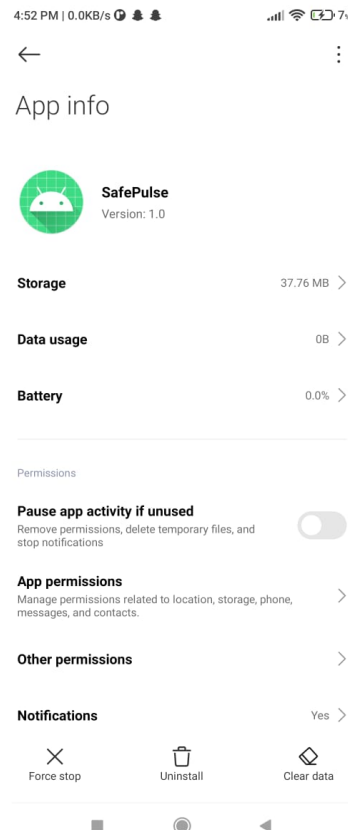 4:52 PM | 0.0KB/s
App info
SafePulse
Version: 1.0
Storage
37.76 MB
Data usage
0B
Battery
0.0%
Permissions
Pause app activity if unused
Remove permissions, delete temporary files, and
stop notifications
App permissions
Manage permissions related to location, storage, phone,
messages, and contacts.
Other permissions
Notifications
Yes
Force stop
Uninstall
Clear data